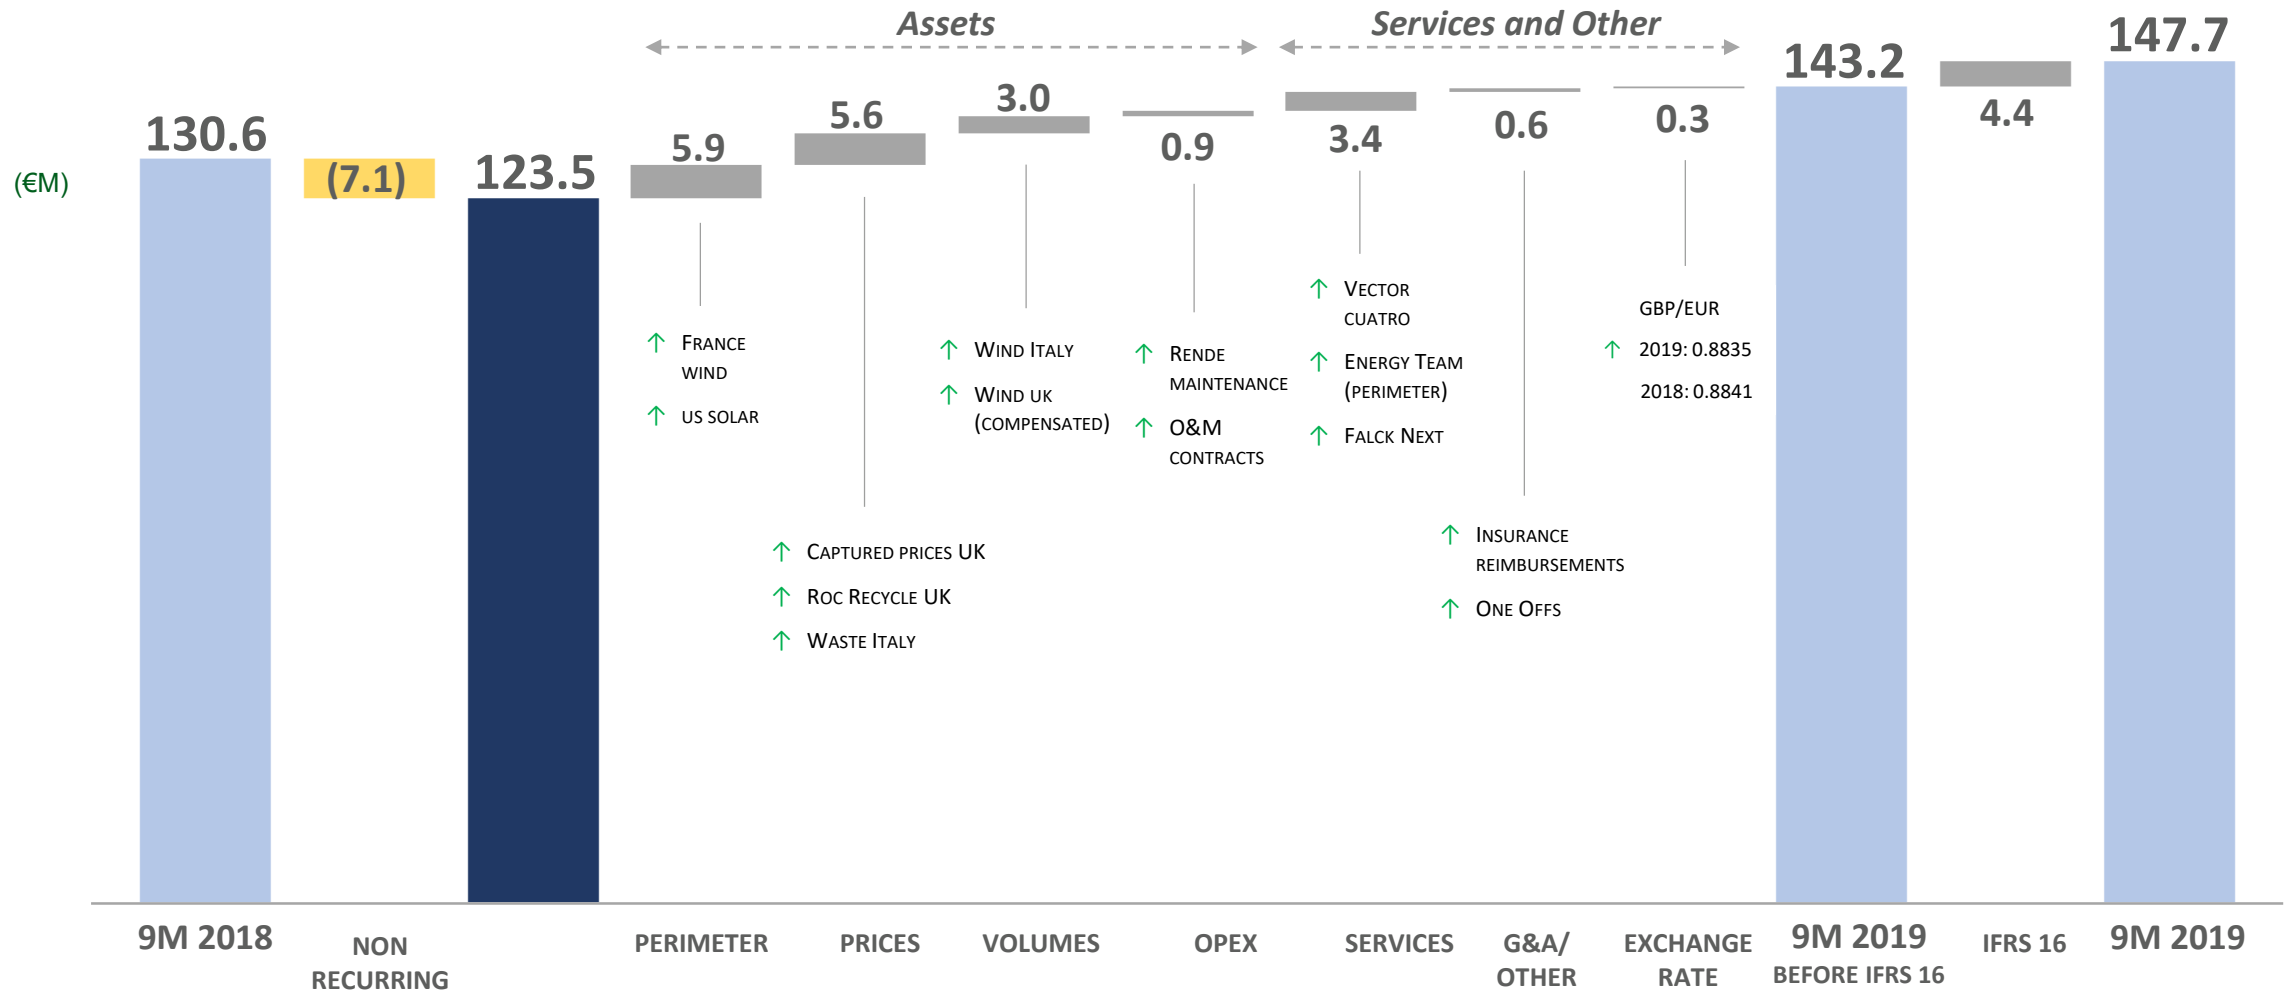 Assets
Services and Other
147.7
143.2
130.6
5.9
5.6
3.0
0.9
3.4
0.6
0.3
4.4
(€M)
(7.1)
123.5
FRANCE
WIND
US SOLAR
CAPTURED PRICES UK
ROC RECYCLE UK
WASTE ITALY
WIND ITALY
WIND UK
(COMPENSATED)
RENDE
MAINTENANCE
O&M
CONTRACTS
VECTOR
CUATRO
ENERGY TEAM
(PERIMETER)
FALCK NEXT
INSURANCE
REIMBURSEMENTS
ONE OFFS
GBP/EUR
2019: 0.8835
2018: 0.8841
9M 2018
NON
RECURRING
PERIMETER
PRICES
VOLUMES
OPEX
SERVICES
G&A/
OTHER
EXCHANGE
RATE
9M 2019
BEFORE IFRS 16
IFRS 16
9M 2019